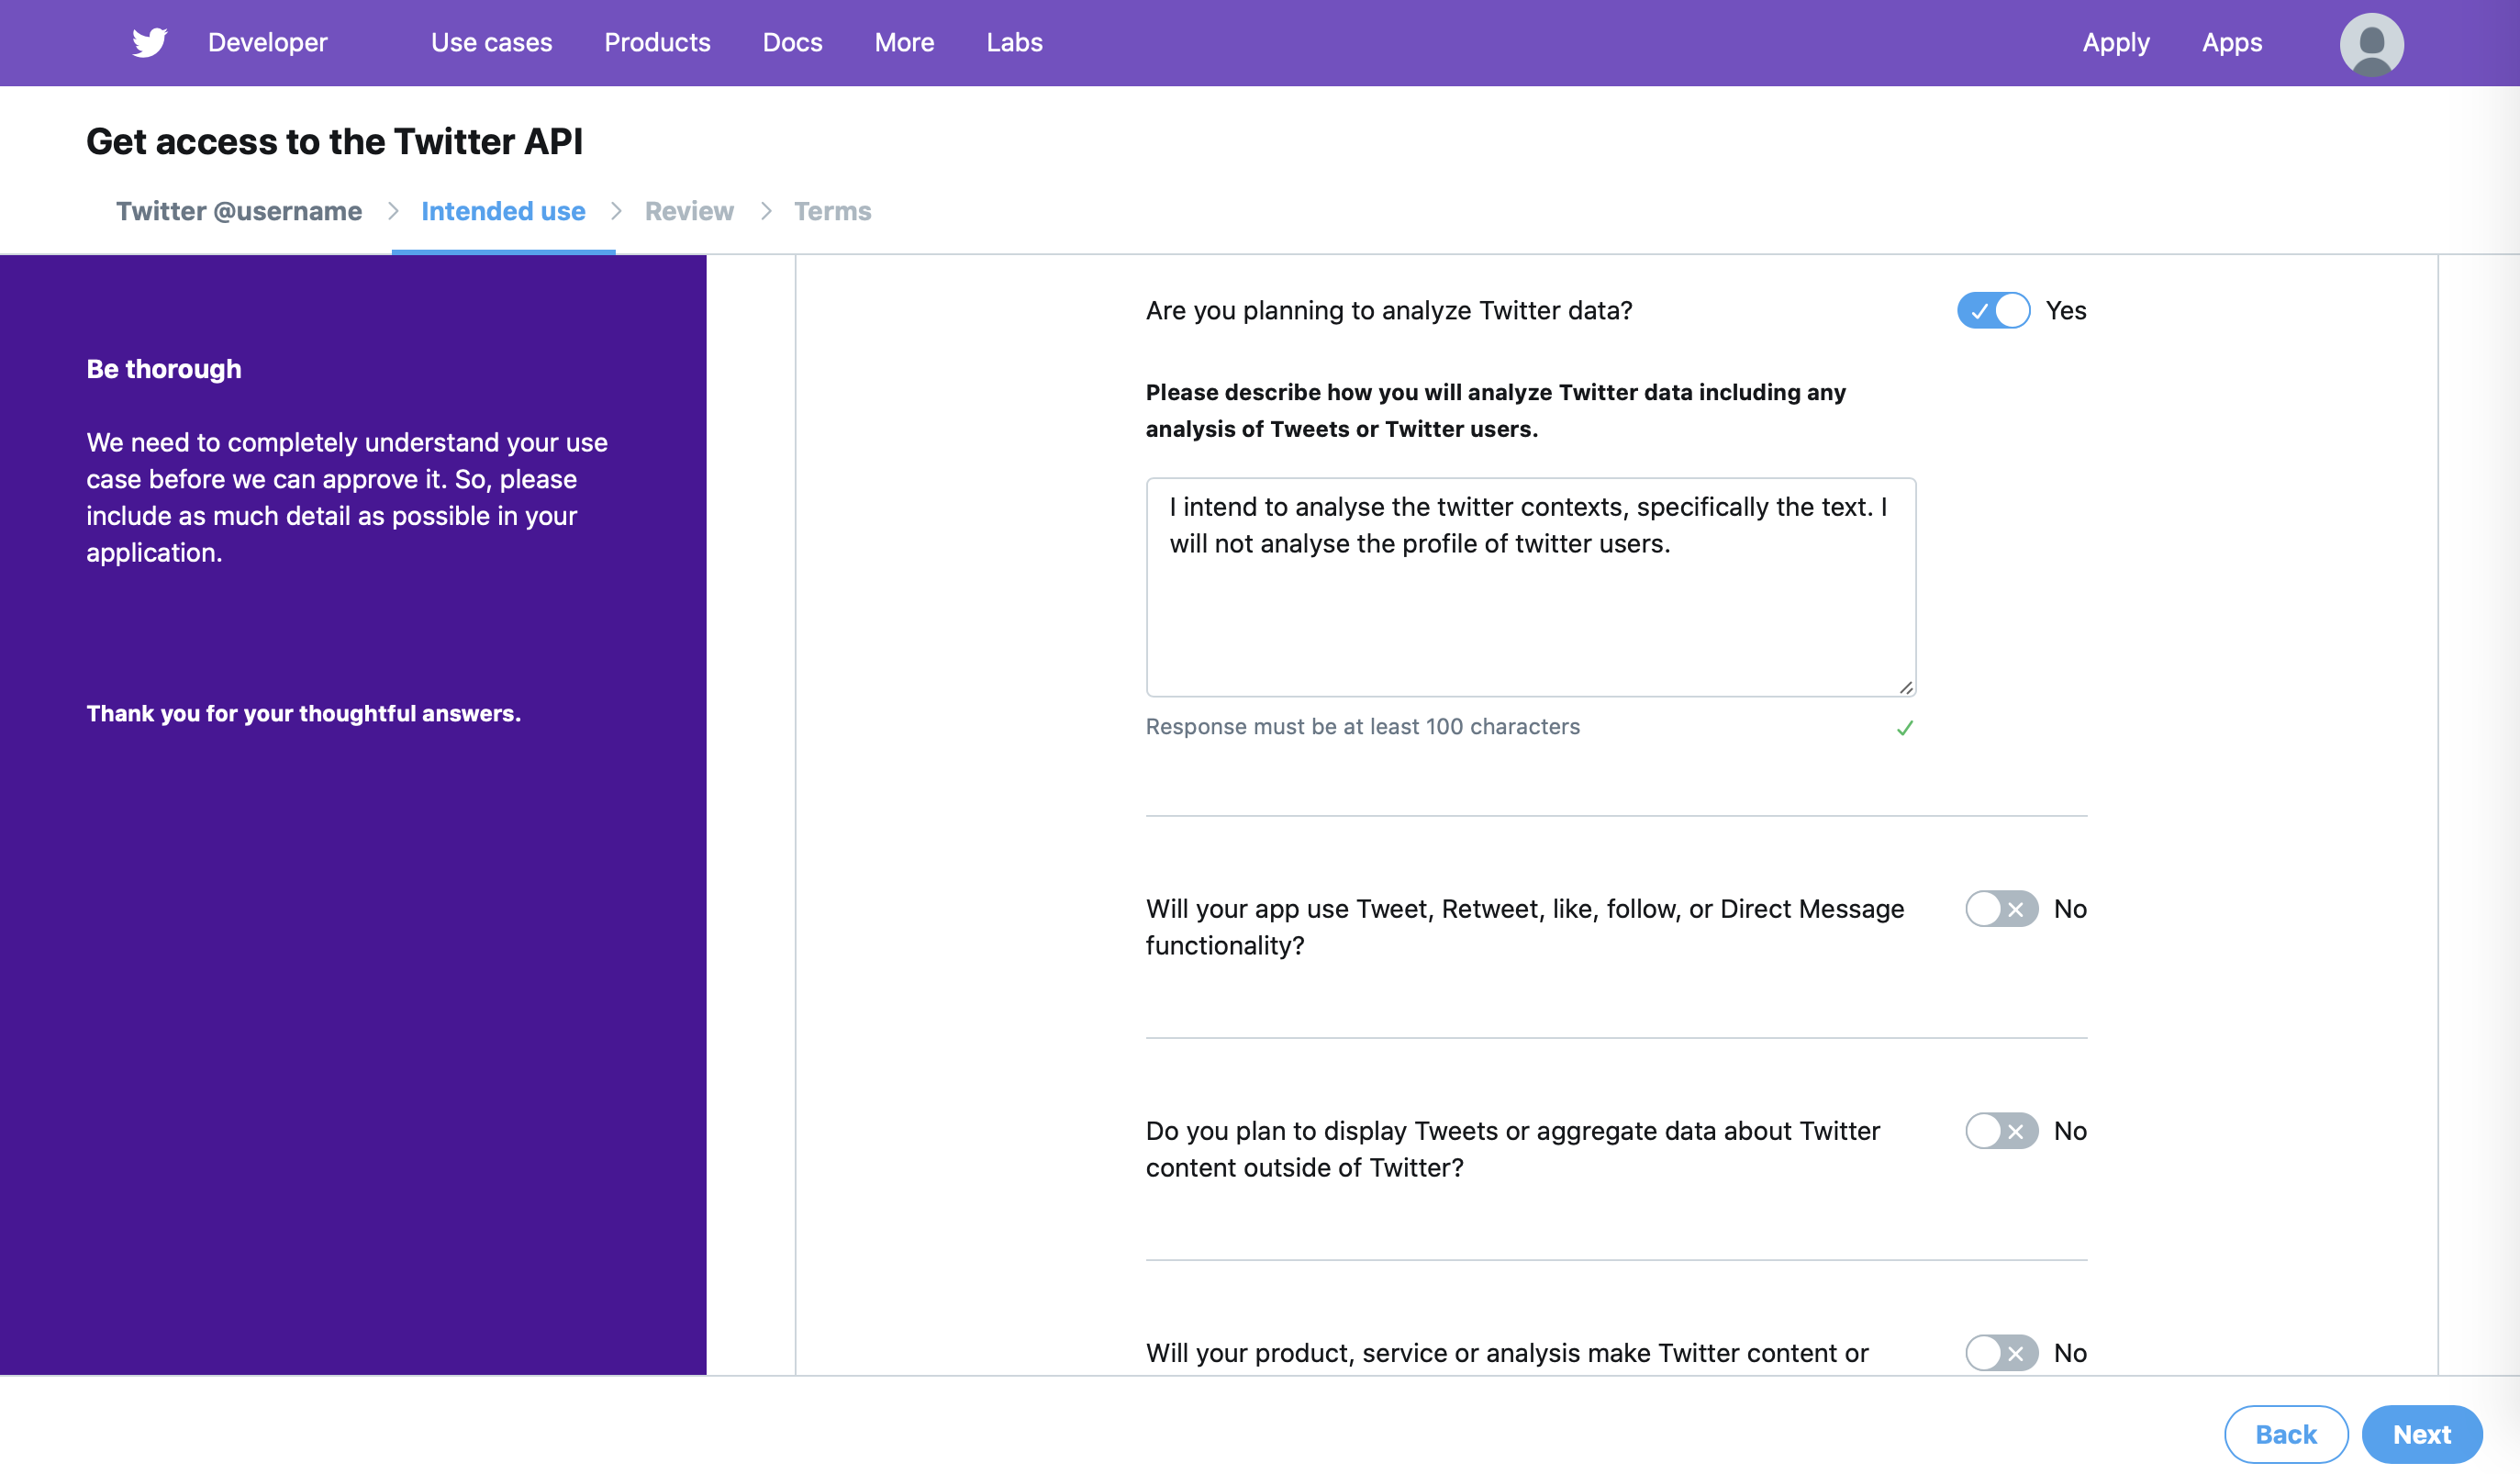 Developer Use cases Products Docs More Labs Apply Apps
Get access to the Twitter API
Twitter @username Intended use Review Terms
Be thorough
We need to completely understand your use
case before we can approve it. So, please
include as much detail as possible in your
application.
Thank you for your thoughtful answers.
Are you planning to analyze Twitter data? Yes
Please describe how you will analyze Twitter data including any
analysis of Tweets or Twitter users.
I intend to analyse the twitter contexts, specifically the text. I
will not analyse the profile of twitter users.
Response must be at least 100 characters
Will your app use Tweet, Retweet, like, follow, or Direct Message No
functionality?
Do you plan to display Tweets or aggregate data about Twitter No
content outside of Twitter?
Will your product, service or analysis make Twitter content or No
Back Next